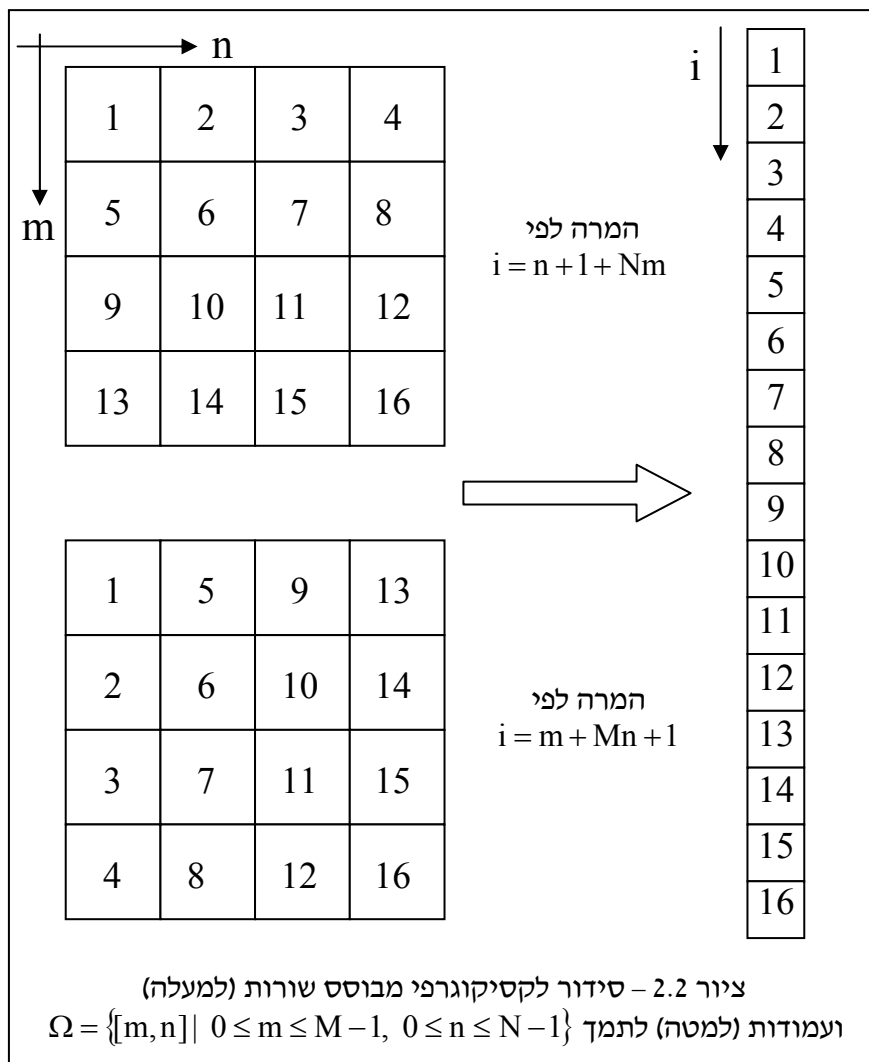 n
m
1 2 3 4
5 6 7 8
9 10 11 12
13 14 15 16
המרה לפי
i = n + 1 + Nm
1 5 9 13
2 6 10 14
3 7 11 15
4 8 12 16
המרה לפי
i = m + Mn + 1
i
1
2
3
4
5
6
7
8
9
10
11
12
13
14
15
16
ציור 2.2 – סידור לקסיקוגרפי מבוסס שורות (למעלה)
ועמודות (למטה) לתמך Ω = {[m,n] | 0 ≤ m ≤ M − 1, 0 ≤ n ≤ N − 1}